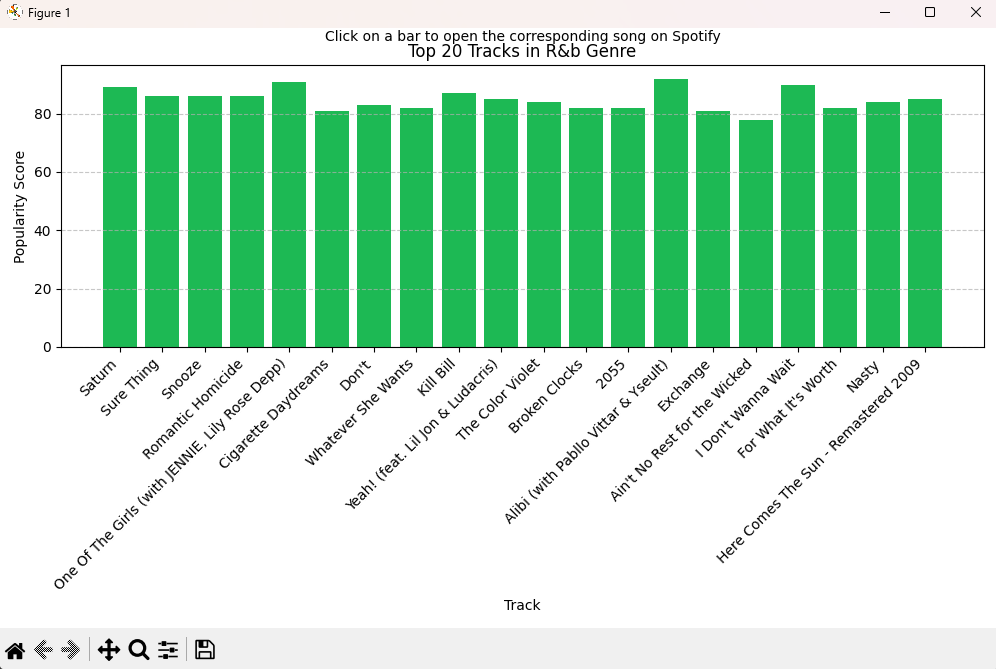 Figure 1
Click on a bar to open the corresponding song on Spotify
Top 20 Tracks in R&b Genre
Popularity Score
80
60
40
20
0
Saturn
Sure Thing
Snooze
Romantic Homicide
One Of The Girls (with JENNIE, Lily Rose Depp)
Cigarette Daydreams
Don't
Whatever She Wants
Kill Bill
Yeah! (feat. Lil Jon & Ludacris)
The Color Violet
Broken Clocks
2055
Alibi (with Pabllo Vittar & Yseult)
Exchange
Ain't No Rest for the Wicked
I Don't Wanna Wait
For What It's Worth
Nasty
Here Comes The Sun - Remastered 2009
Track